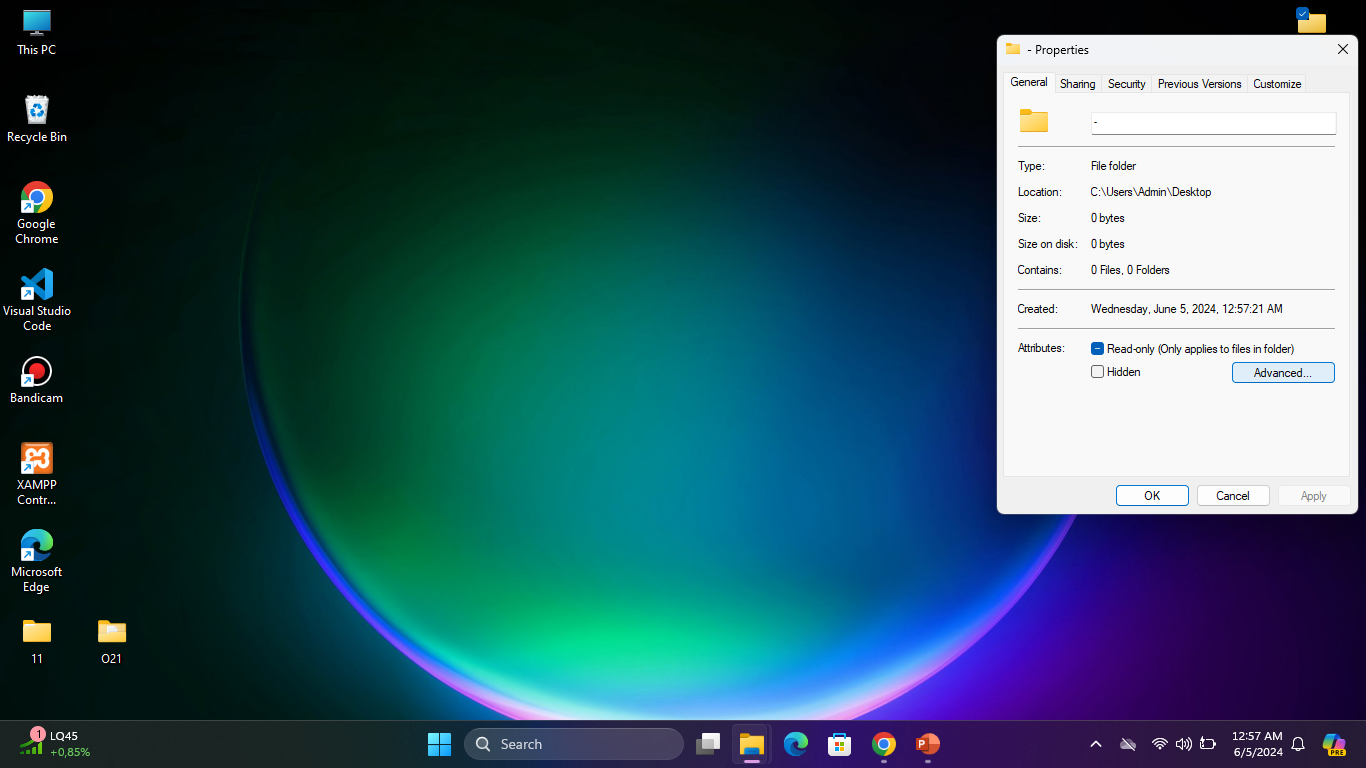 This PC
Recycle Bin
Google
Chrome
Visual Studio
Code
Bandicam
XAMPP
Contr...
Microsoft
Edge
11
O21
- Properties
General
Sharing
Security
Previous Versions
Customize
-
Type:
File folder
Location:
C:\Users\Admin\Desktop
Size:
0 bytes
Size on disk:
0 bytes
Contains:
0 Files, 0 Folders
Created:
Wednesday, June 5, 2024, 12:57:21 AM
Attributes:
Read-only (Only applies to files in folder)
Hidden
Advanced...
OK
Cancel
Apply
1
LQ45
+0,85%
Search
12:57 AM
6/5/2024
PRE